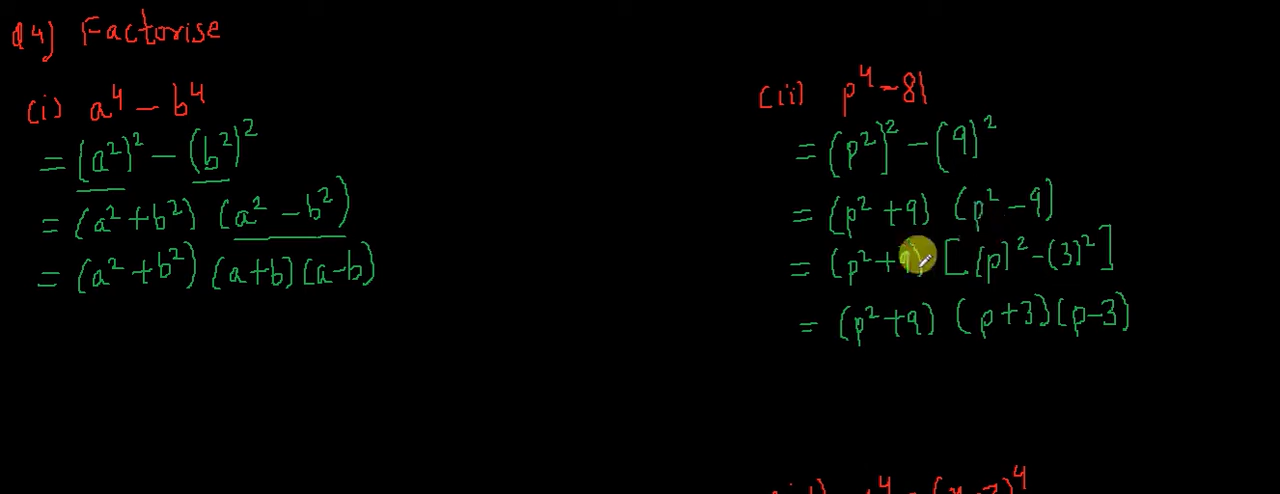 Q4) Factorise
(i) a⁴ – b⁴
= (a²)² – (b²)²
= (a² + b²) (a² – b²)
= (a² + b²) (a+b) (a–b)
(ii) p⁴ – 81
= (p²)² – (9)²
= (p² + 9) (p² – 9)
= (p² + 9) [(p)² – (3)²]
= (p² + 9) (p+3) (p–3)